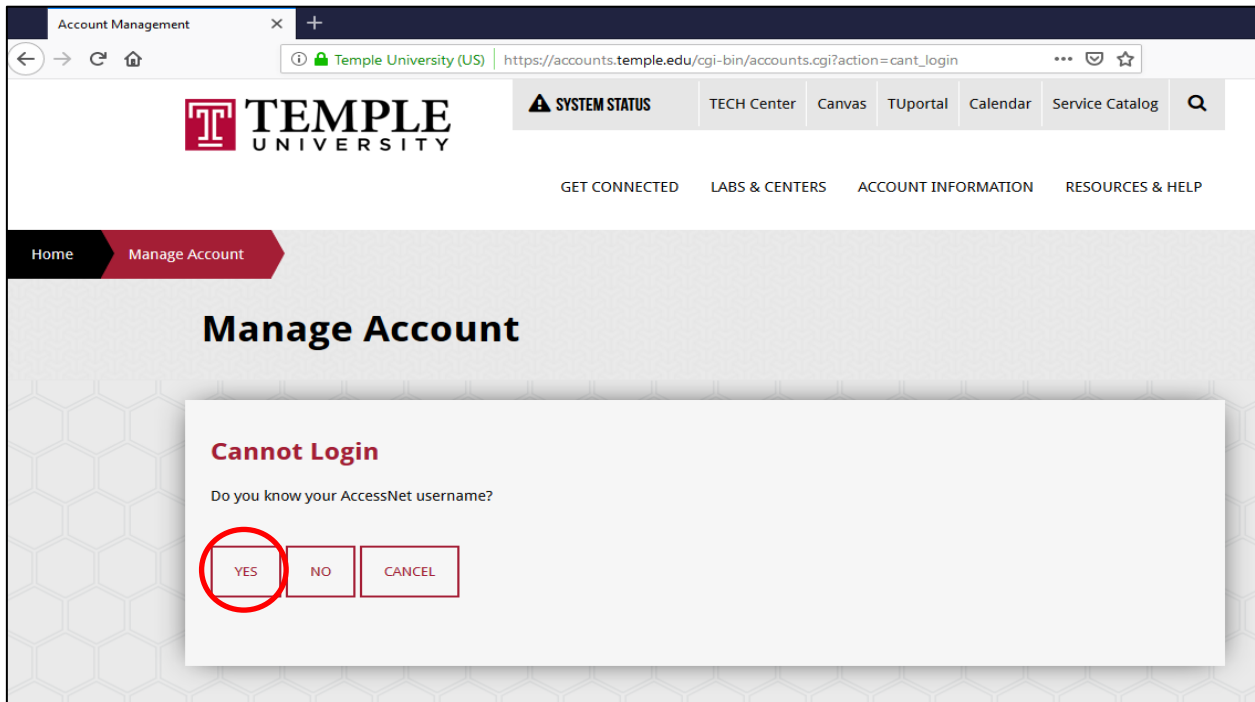 Account Management
Temple University (US) https://accounts.temple.edu/cgi-bin/accounts.cgi?action=cant_login
TEMPLE
UNIVERSITY
SYSTEM STATUS TECH Center Canvas TUportal Calendar Service Catalog
GET CONNECTED LABS & CENTERS ACCOUNT INFORMATION RESOURCES & HELP
Home Manage Account
Manage Account
Cannot Login
Do you know your AccessNet username?
YES NO CANCEL